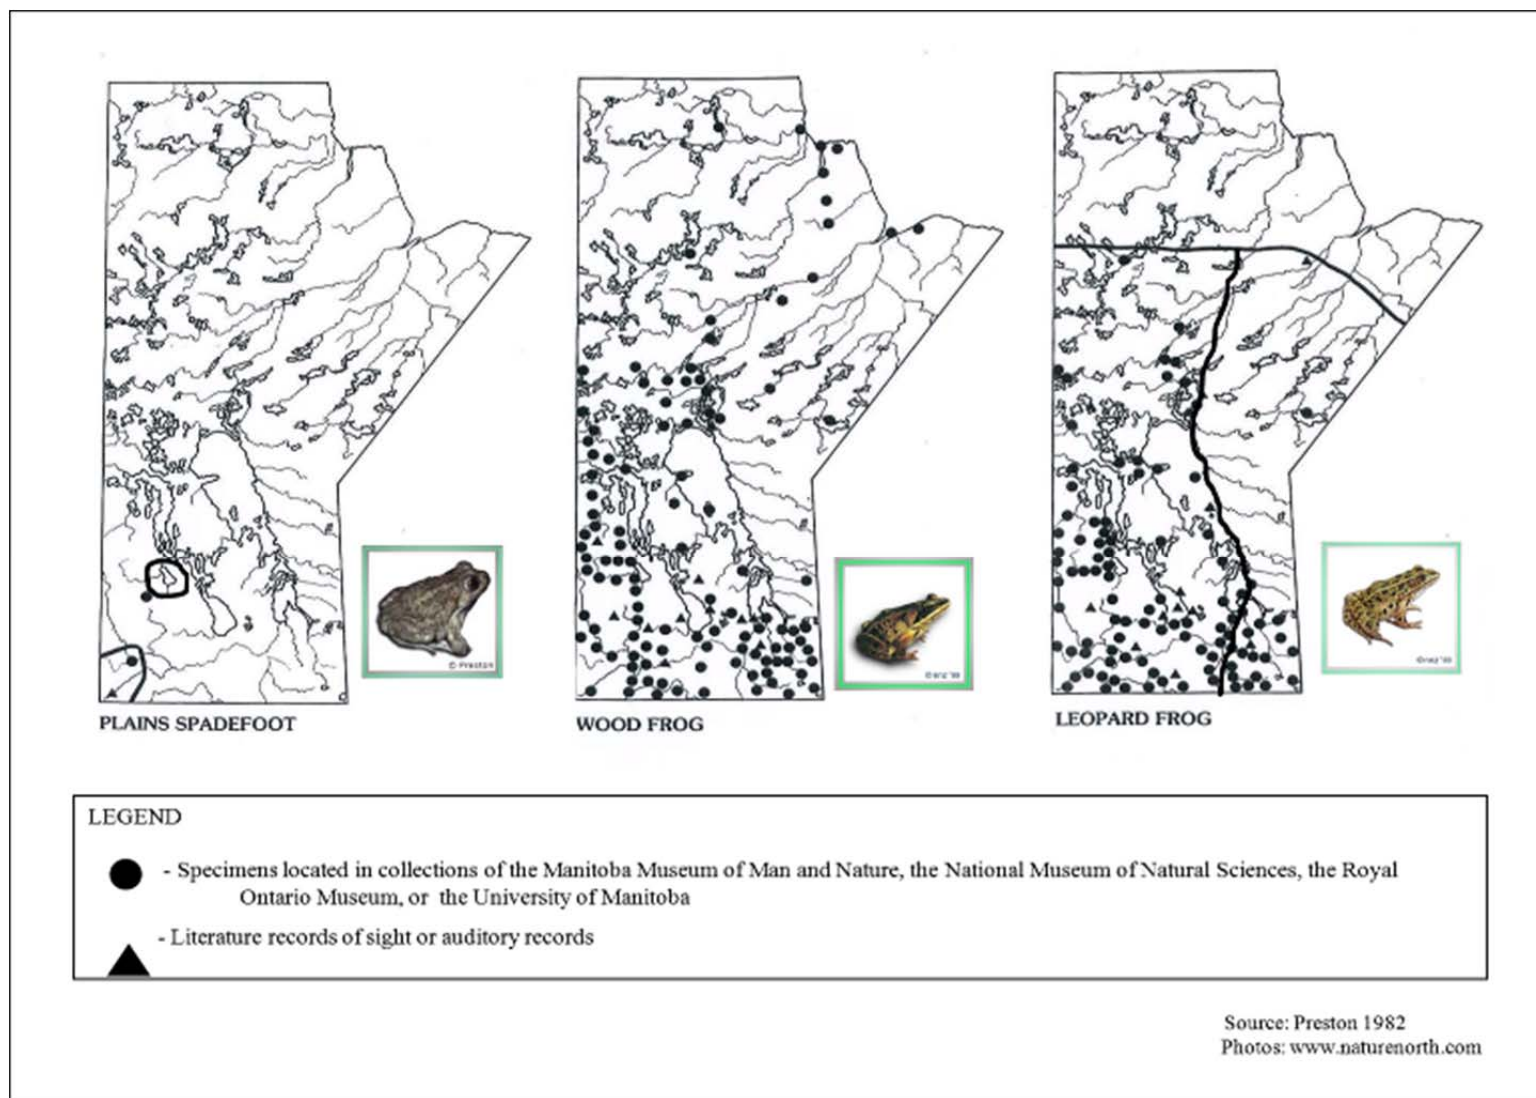 © Preston
PLAINS SPADEFOOT
WOOD FROG
LEOPARD FROG
LEGEND
- Specimens located in collections of the Manitoba Museum of Man and Nature, the National Museum of Natural Sciences, the Royal
Ontario Museum, or the University of Manitoba
- Literature records of sight or auditory records
Source: Preston 1982
Photos: www.naturenorth.com